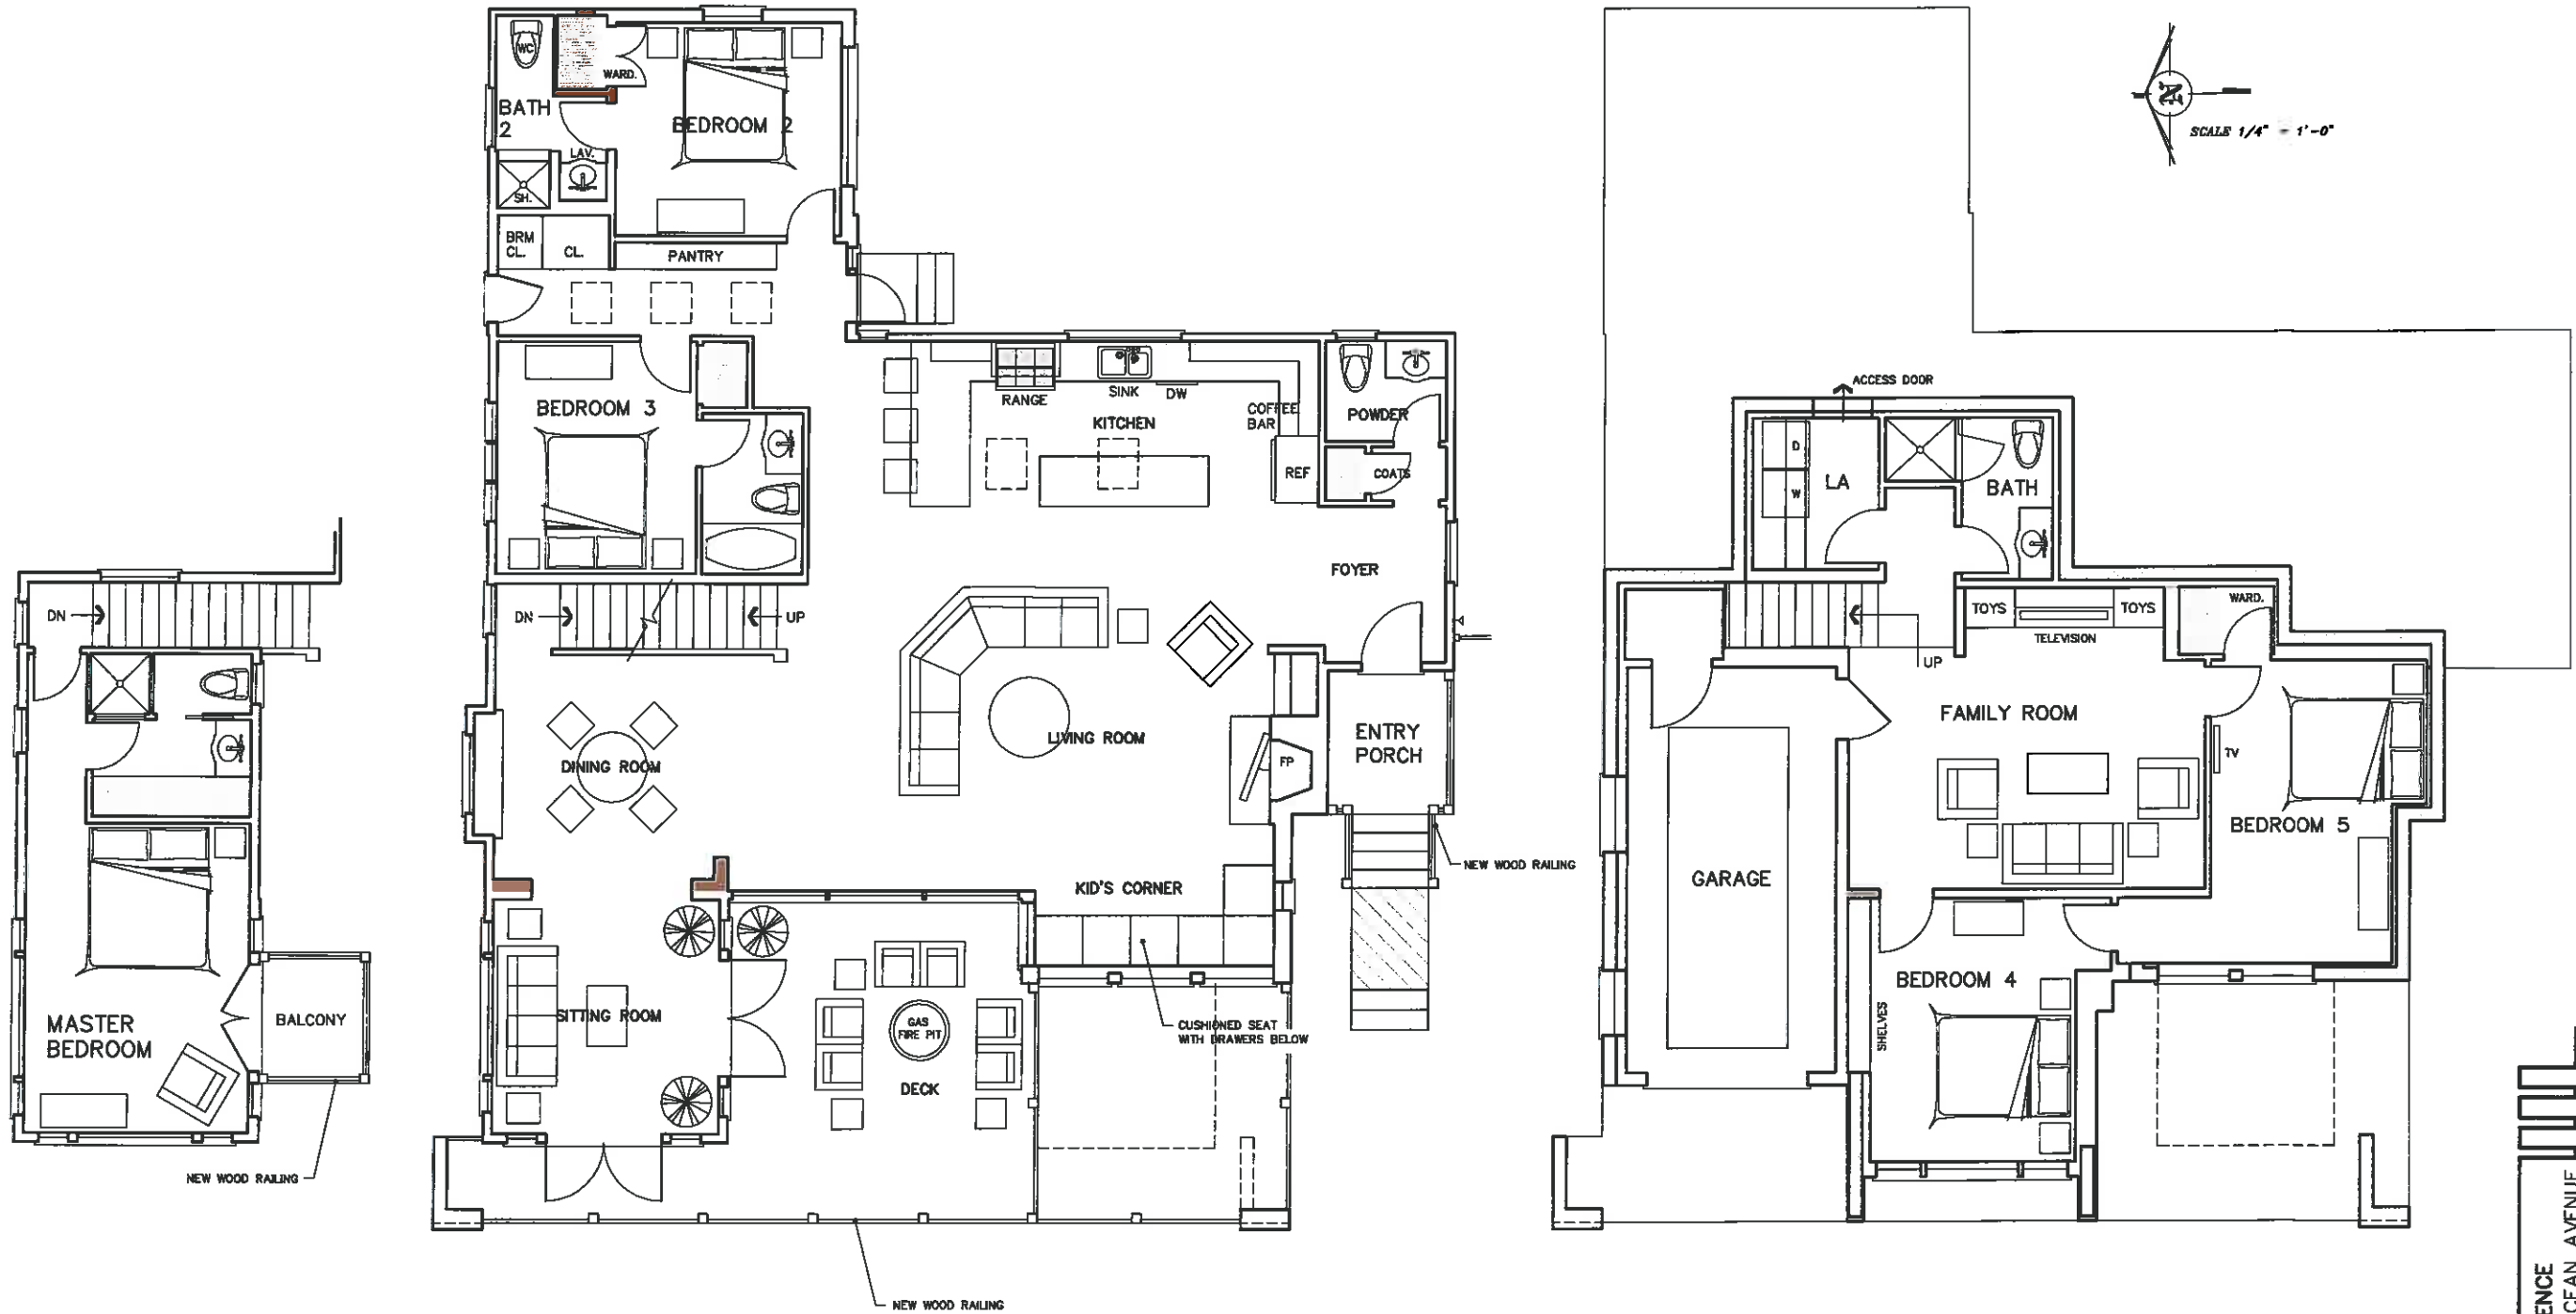 WC
WARD.
BATH
2
BEDROOM 2
LAV.
SH.
BRM
CL.
CL.
PANTRY
BEDROOM 3
RANGE
SINK
DW
KITCHEN
COFFEE
BAR
REF
POWDER
COATS
FOYER
DN
UP
DINING ROOM
LIVING ROOM
FP
ENTRY
PORCH
NEW WOOD RAILING
KID'S CORNER
SITTING ROOM
GAS
FIRE PIT
DECK
CUSHIONED SEAT
WITH DRAWERS BELOW
NEW WOOD RAILING
DN
MASTER
BEDROOM
BALCONY
NEW WOOD RAILING
SCALE 1/4" = 1'-0"
ACCESS DOOR
D
W
LA
BATH
TOYS
TOYS
TELEVISION
WARD.
UP
FAMILY ROOM
TV
BEDROOM 5
GARAGE
BEDROOM 4
SHELVES
ENCE
CEAN AVENUE